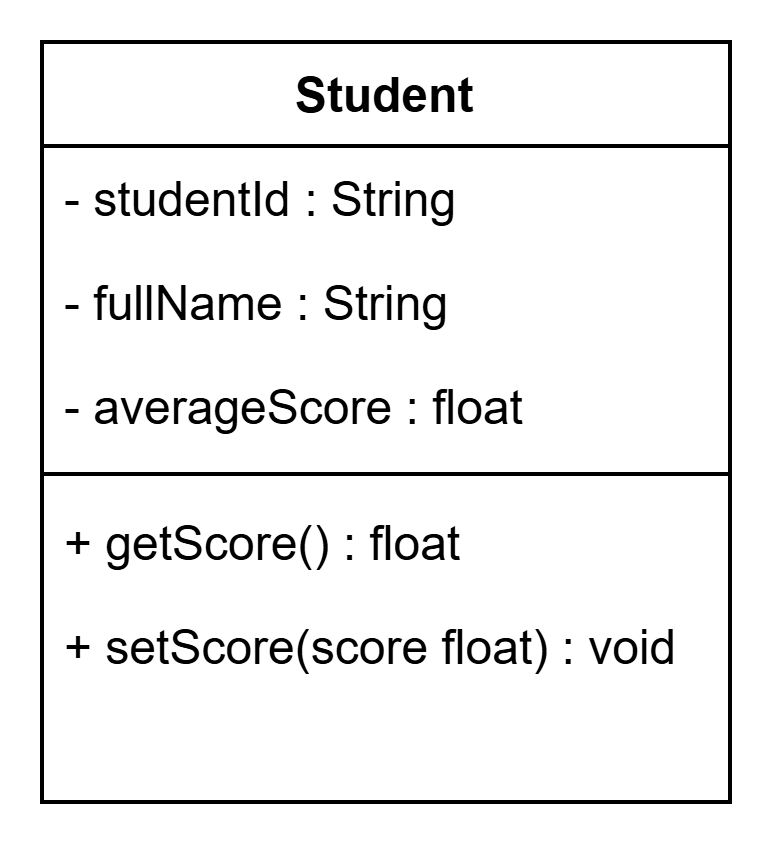 Student
- studentId : String
- fullName : String
- averageScore : float
+ getScore() : float
+ setScore(score float) : void